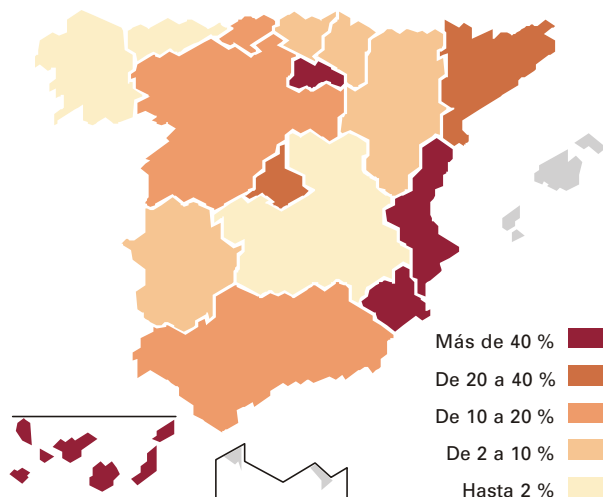 Más de 40 %
De 20 a 40 %
De 10 a 20 %
De 2 a 10 %
Hasta 2 %